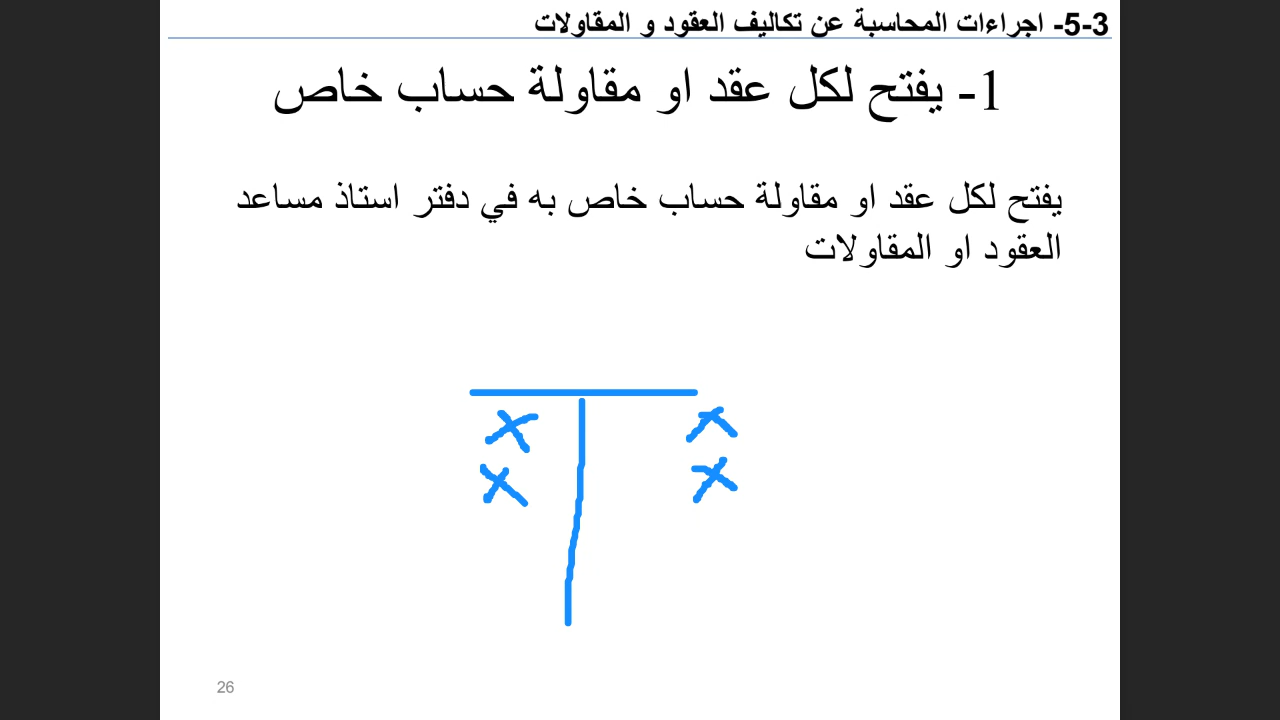 3-5- اجراءات المحاسبة عن تكاليف العقود و المقاولات
1- يفتح لكل عقد او مقاولة حساب خاص
يفتح لكل عقد او مقاولة حساب خاص به في دفتر استاذ مساعد
العقود او المقاولات
x x
x x
26